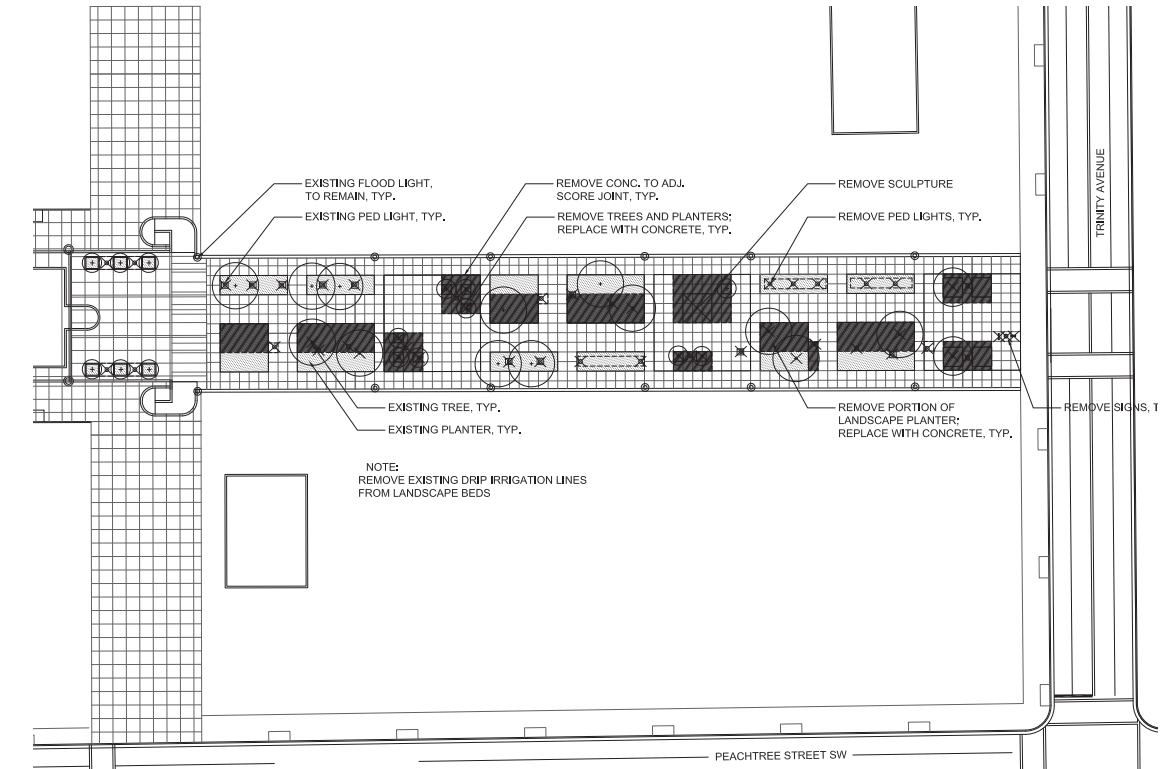 EXISTING FLOOD LIGHT,
TO REMAIN, TYP.
EXISTING PED LIGHT, TYP.
REMOVE CONC. TO ADJ.
SCORE JOINT, TYP.
REMOVE TREES AND PLANTERS;
REPLACE WITH CONCRETE, TYP.
REMOVE SCULPTURE
REMOVE PED LIGHTS, TYP.
TRINITY AVENUE
EXISTING TREE, TYP.
EXISTING PLANTER, TYP.
REMOVE PORTION OF
LANDSCAPE PLANTER;
REPLACE WITH CONCRETE, TYP.
REMOVE SIGNS, T
NOTE:
REMOVE EXISTING DRIP IRRIGATION LINES
FROM LANDSCAPE BEDS
PEACHTREE STREET SW